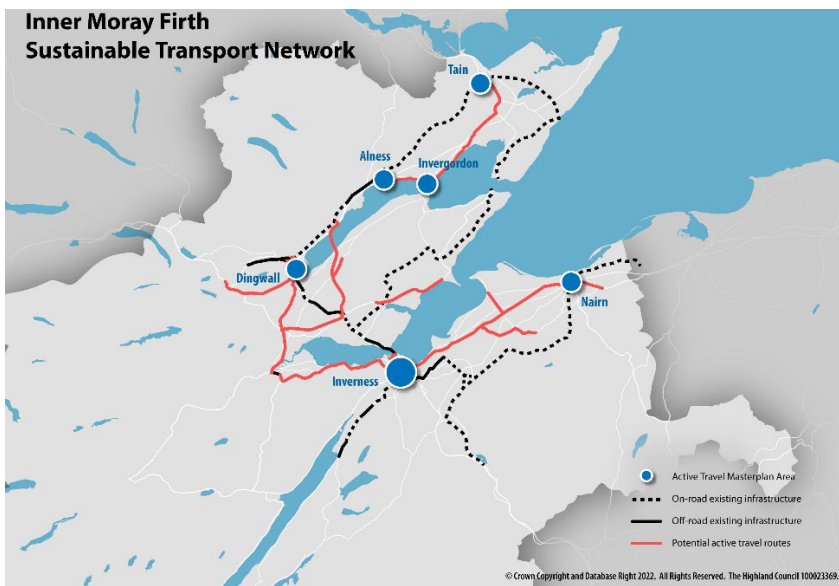 Inner Moray Firth
Sustainable Transport Network
Tain
Alness
Invergordon
Dingwall
Nairn
Inverness
Active Travel Masterplan Area
On-road existing infrastructure
Off-road existing infrastructure
Potential active travel routes
© Crown Copyright and Database Right 2022. All Rights Reserved. The Highland Council 100023369.